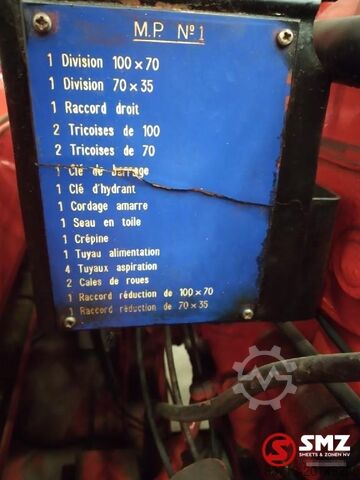 M.P. Nº1
1 Division 100×70
1 Division 70×35
1 Raccord droit
2 Tricoises de 100
2 Tricoises de 70
1 Clé de barrage
1 Clé d'hydrant
1 Cordage amarre
1 Seau en toile
1 Crépine
1 Tuyau alimentation
4 Tuyaux aspiration
2 Cales de roues
1 Raccord réduction de 100×70
1 Raccord réduction de 70×35
SMZ
SMEETS & ZONEN NV